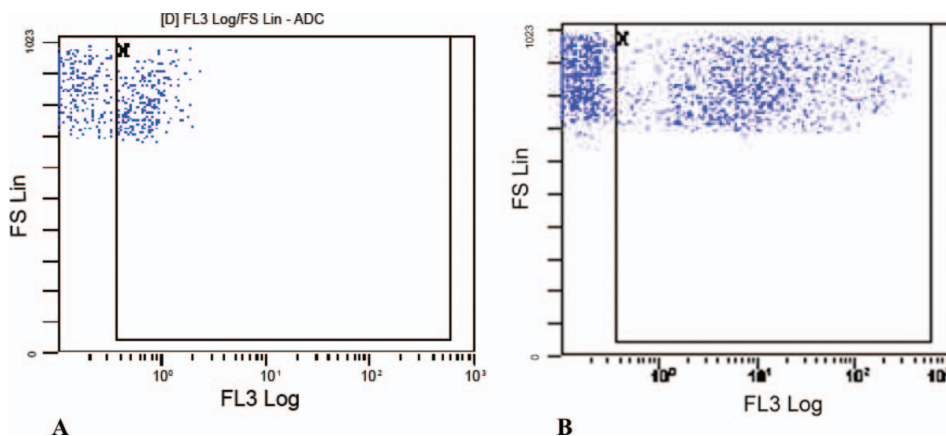 [D] FL3 Log/FS Lin - ADC
1023
FS Lin
0
X
10⁰ 10¹ 10² 10³
FL3 Log
A
1023
FS Lin
0
X
10⁰ 10¹ 10²
FL3 Log
B